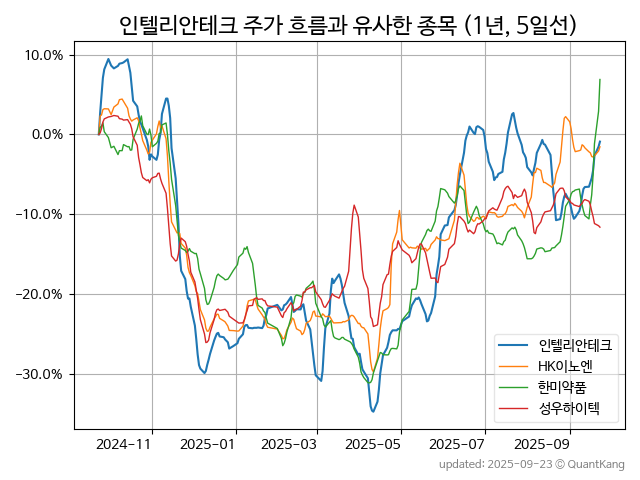 인텔리안테크 주가 흐름과 유사한 종목 (1년, 5일선)
10.0%
0.0%
−10.0%
−20.0%
−30.0%
인텔리안테크
HK이노엔
한미약품
성우하이텍
2024−11 2025−01 2025−03 2025−05 2025−07 2025−09
updated: 2025-09-23 © QuantKang